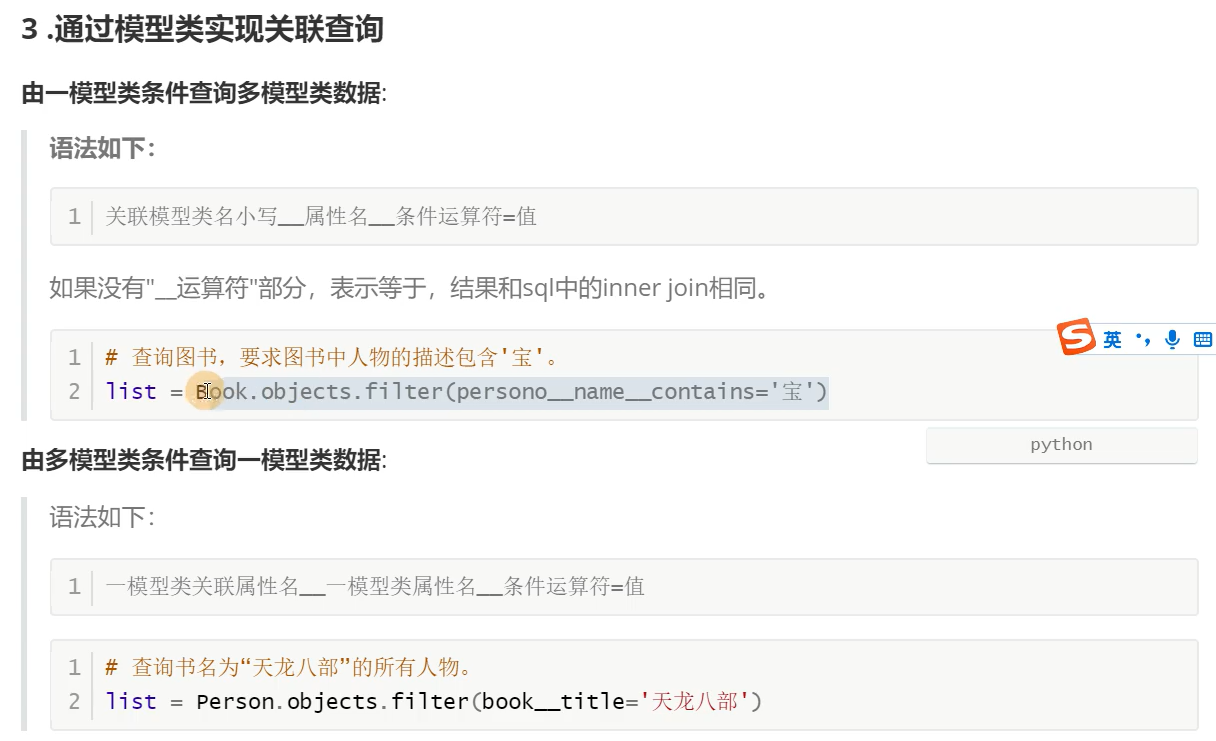 3 .通过模型类实现关联查询
由一模型类条件查询多模型类数据:
语法如下：
1 关联模型类名小写__属性名__条件运算符=值
如果没有"__运算符"部分，表示等于，结果和sql中的inner join相同。
英
1 # 查询图书，要求图书中人物的描述包含'宝'。
2 list = Book.objects.filter(persono__name__contains='宝')
python
由多模型类条件查询一模型类数据:
语法如下：
1 一模型类关联属性名__一模型类属性名__条件运算符=值
1 # 查询书名为“天龙八部”的所有人物。
2 list = Person.objects.filter(book__title='天龙八部')